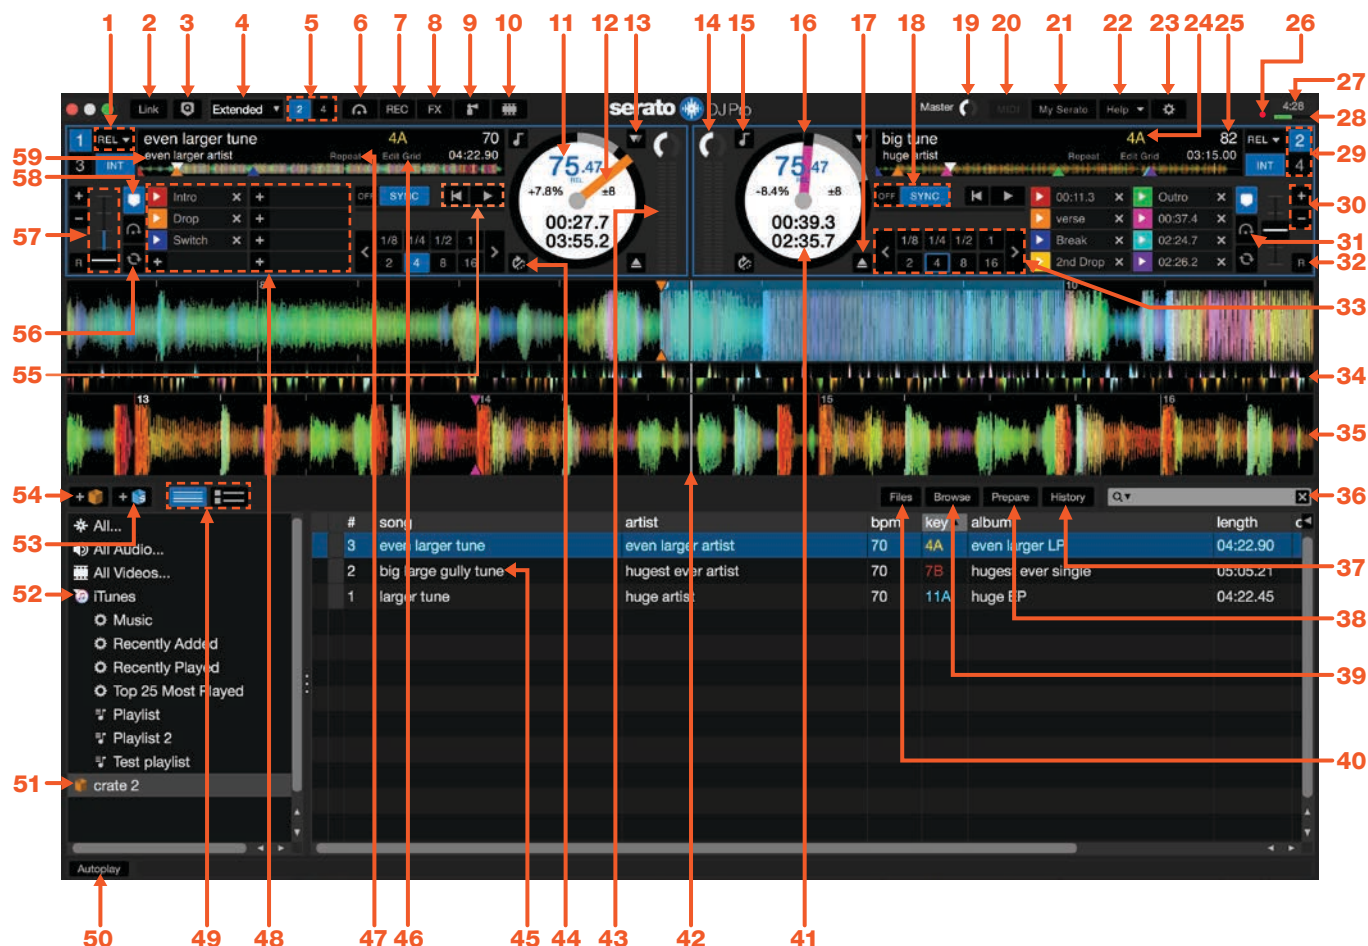 1 2 3 4 5 6 7 8 9 10 11 12 13 14 15 16 17 18 19 20 21 22 23 24 25 26
27
28
29
30
31
32
33
34
35
36
37
38
39
40
59
58
57
56
55
54
53
52
51
Link Extended 2 4 REC FX serato DJ Pro Master MIDI My Serato Help 4:28
1 REL even larger tune 4A 70
3 INT even larger artist Repeat Edit Grid 04:22.90
Intro
Drop
Switch
R
OFF SYNC
1/8 1/4 1/2 1
2 4 8 16
75.47
REL
+7.8% ±8
00:27.7
03:55.2
75.47
REL
-8.4% ±8
00:39.3
02:35.7
big tune 4A 82 REL 2
huge artist Repeat Edit Grid 03:15.00 INT 4
OFF SYNC
1/8 1/4 1/2 1
2 4 8 16
00:11.3 Outro
verse 00:37.4
Break 02:24.7
2nd Drop 02:26.2
R
8 10
13 14 15 16
Files Browse Prepare History
All...
All Audio...
All Videos...
iTunes
Music
Recently Added
Recently Played
Top 25 Most Played
Playlist
Playlist 2
Test playlist
crate 2
# song artist bpm key album length
3 even larger tune even larger artist 70 4A even larger LP 04:22.90
2 big large gully tune hugest ever artist 70 7B hugest ever single 05:05.21
1 larger tune huge artist 70 11A huge EP 04:22.45
Autoplay
50 49 48 47 46 45 44 43 42 41